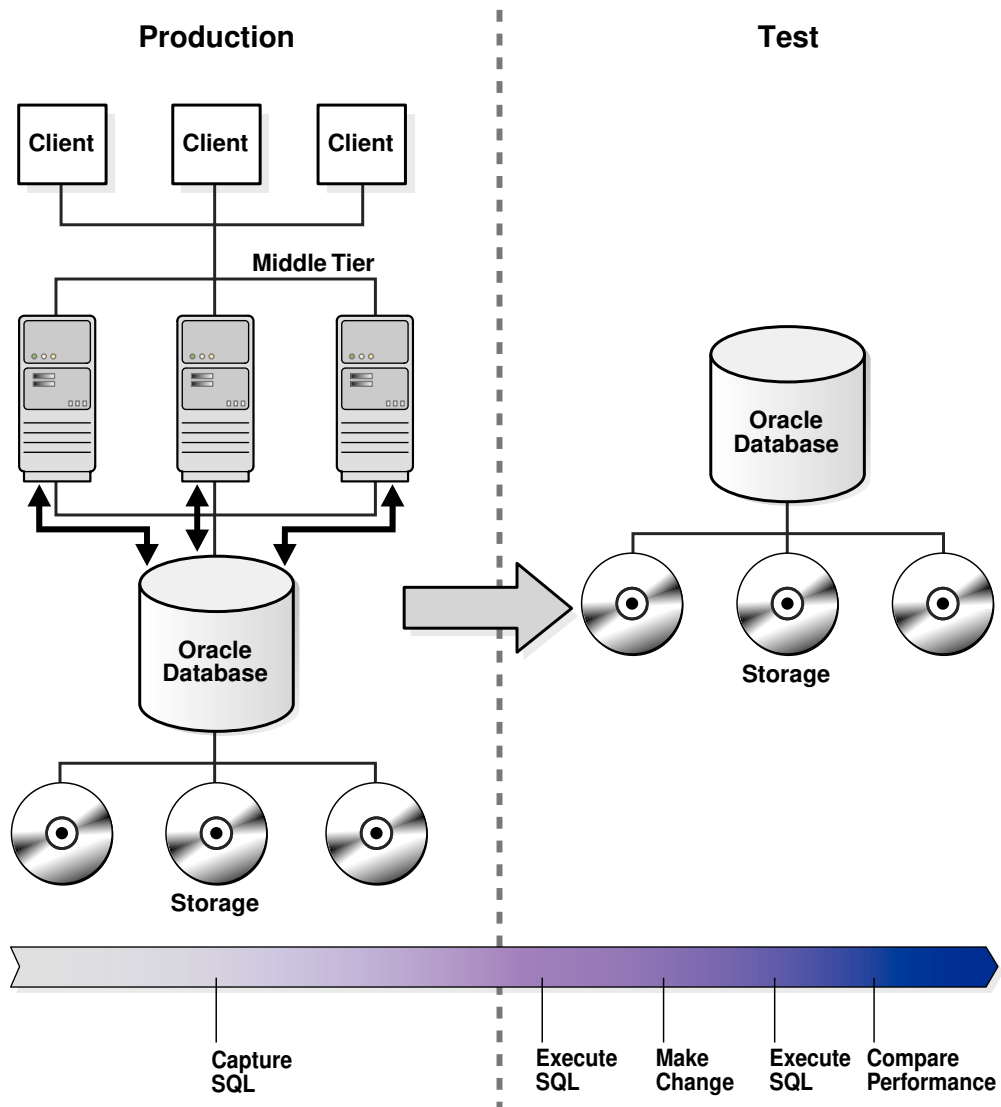 Production
Test
Client
Client
Client
Middle Tier
Oracle
Database
Oracle
Database
Storage
Storage
Capture
SQL
Execute
SQL
Make
Change
Execute
SQL
Compare
Performance